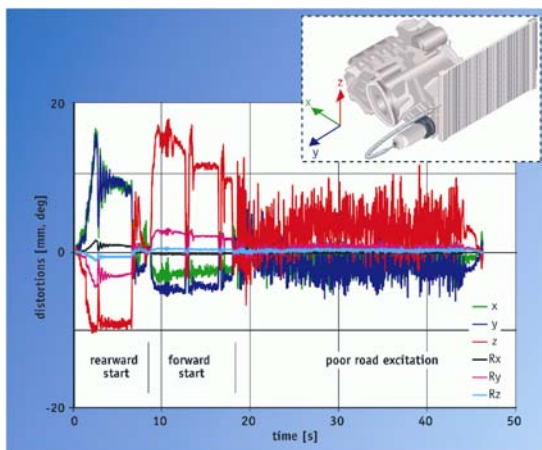 z
x
y
20
0
-20
distortions [mm, deg]
rearward
start
forward
start
poor road excitation
x
y
z
Rx
Ry
Rz
0 10 20 30 40 50
time [s]